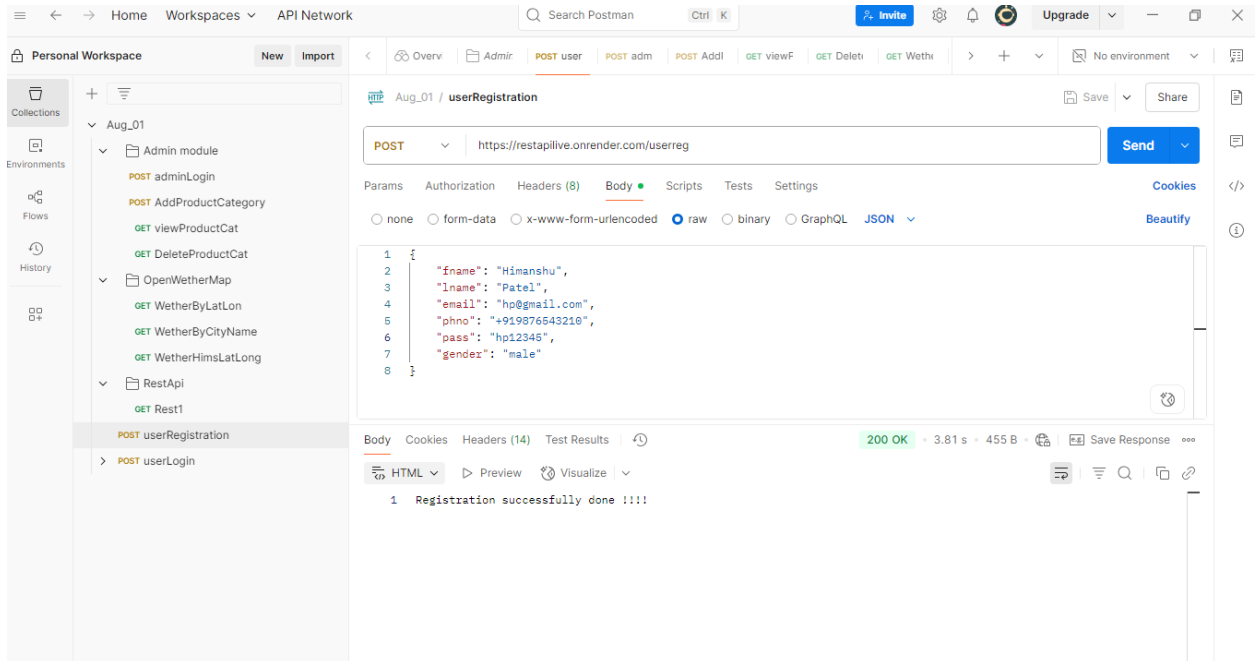 Home Workspaces API Network Search Postman Ctrl K Invite Upgrade
Personal Workspace New Import Overv Admir POST user POST adm POST Addl GET viewF GET Delet GET Wethe No environment
Collections
Environments
Flows
History
Aug_01
Admin module
POST adminLogin
POST AddProductCategory
GET viewProductCat
GET DeleteProductCat
OpenWetherMap
GET WetherByLatLon
GET WetherByCityName
GET WetherHimsLatLong
RestApi
GET Rest1
POST userRegistration
POST userLogin
HTTP Aug_01 / userRegistration Save Share
POST https://restapilive.onrender.com/userreg Send
Params Authorization Headers (8) Body Scripts Tests Settings Cookies
none form-data x-www-form-urlencoded raw binary GraphQL JSON Beautify
1 {
2 "fname": "Himanshu",
3 "lname": "Patel",
4 "email": "hp@gmail.com",
5 "phno": "+919876543210",
6 "pass": "hp12345",
7 "gender": "male"
8 }
Body Cookies Headers (14) Test Results 200 OK • 3.81 s • 455 B • e.g. Save Response
HTML Preview Visualize
1 Registration successfully done !!!!